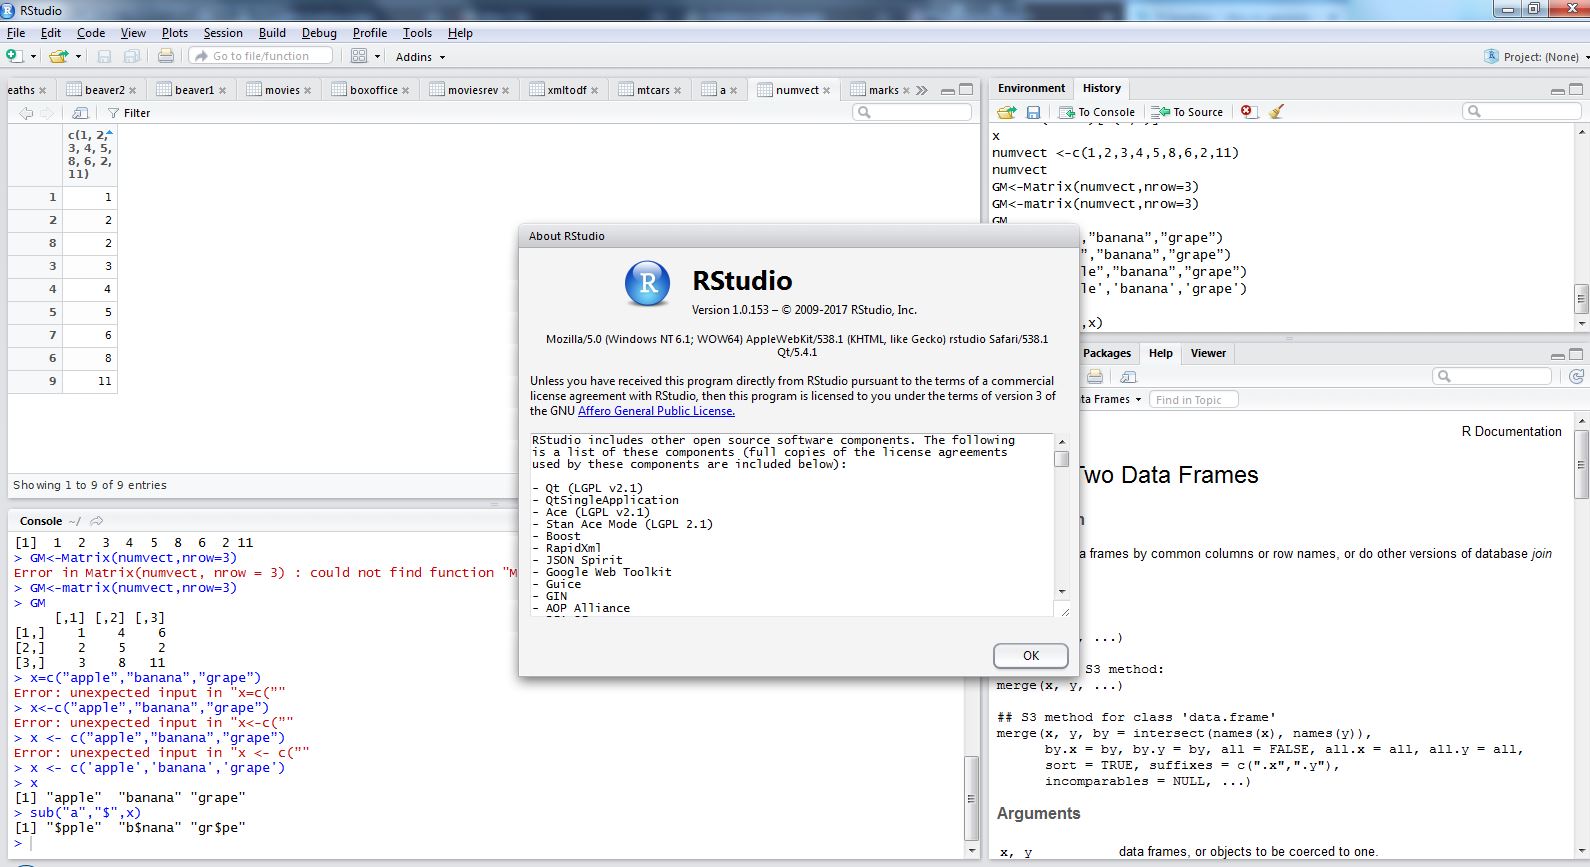 RStudio
File Edit Code View Plots Session Build Debug Profile Tools Help
Go to file/function
Addins
Project: (None)
eaths beaver2 beaver1 movies boxoffice moviesrev xmltodf mtcars a numvect marks
Filter
c(1, 2,
3, 4, 5,
8, 6, 2,
11)
1 1
2 2
8 2
3 3
4 4
5 5
7 6
6 8
9 11
Showing 1 to 9 of 9 entries
Console ~/
[1] 1 2 3 4 5 8 6 2 11
> GM<-Matrix(numvect,nrow=3)
Error in Matrix(numvect, nrow = 3) : could not find function "M
> GM<-matrix(numvect,nrow=3)
> GM
[,1] [,2] [,3]
[1,] 1 4 6
[2,] 2 5 2
[3,] 3 8 11
> x=c("apple","banana","grape")
Error: unexpected input in "x=c(""
> x<-c("apple","banana","grape")
Error: unexpected input in "x<-c(""
> x <- c("apple","banana","grape")
Error: unexpected input in "x <- c(""
> x <- c('apple','banana','grape')
> x
[1] "apple" "banana" "grape"
> sub("a","$",x)
[1] "$pple" "b$nana" "gr$pe"
>
About RStudio
R
RStudio
Version 1.0.153 – © 2009-2017 RStudio, Inc.
Mozilla/5.0 (Windows NT 6.1; WOW64) AppleWebKit/538.1 (KHTML, like Gecko) rstudio Safari/538.1
Qt/5.4.1
Unless you have received this program directly from RStudio pursuant to the terms of a commercial
license agreement with RStudio, then this program is licensed to you under the terms of version 3 of
the GNU Affero General Public License.
RStudio includes other open source software components. The following
is a list of these components (full copies of the license agreements
used by these components are included below):
- Qt (LGPL v2.1)
- QtSingleApplication
- Ace (LGPL v2.1)
- Stan Ace Mode (LGPL 2.1)
- Boost
- RapidXml
- JSON Spirit
- Google Web Toolkit
- Guice
- GIN
- AOP Alliance
OK
Environment History
To Console To Source
x
numvect <-c(1,2,3,4,5,8,6,2,11)
numvect
GM<-Matrix(numvect,nrow=3)
GM<-matrix(numvect,nrow=3)
GM
,"banana","grape")
","banana","grape")
le","banana","grape")
le','banana','grape')
,x)
Packages Help Viewer
ta Frames Find in Topic
R Documentation
Two Data Frames
n
a frames by common columns or row names, or do other versions of database join
, ...)
S3 method:
merge(x, y, ...)
## S3 method for class 'data.frame'
merge(x, y, by = intersect(names(x), names(y)),
by.x = by, by.y = by, all = FALSE, all.x = all, all.y = all,
sort = TRUE, suffixes = c(".x",".y"),
incomparables = NULL, ...)
Arguments
x, y data frames, or objects to be coerced to one.